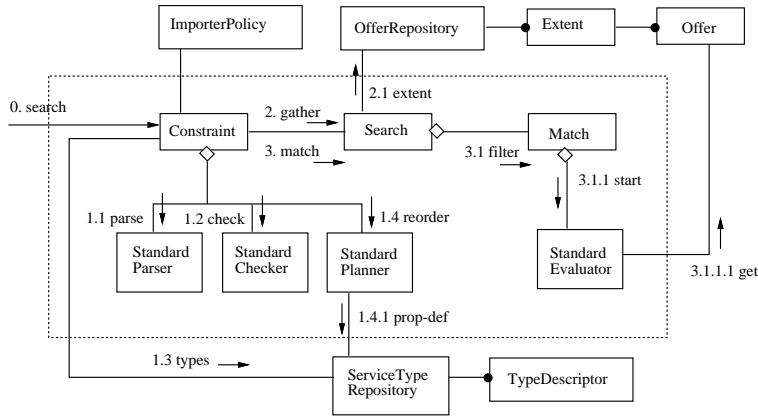 ImporterPolicy
OfferRepository
Extent
Offer
0. search
2.1 extent
2. gather
Constraint
Search
Match
3. match
3.1 filter
3.1.1 start
1.1 parse
1.2 check
1.4 reorder
Standard
Parser
Standard
Checker
Standard
Planner
Standard
Evaluator
3.1.1.1 get
1.4.1 prop-def
1.3 types
ServiceType
Repository
TypeDescriptor